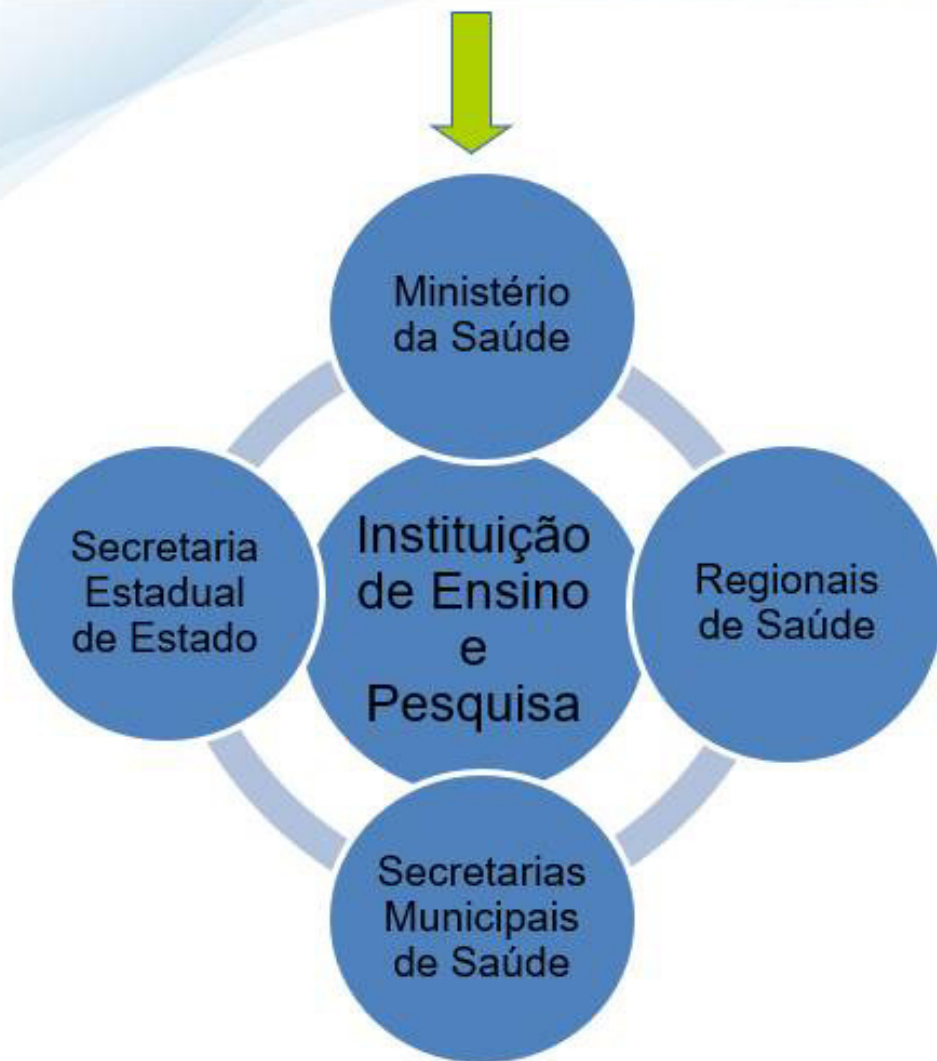 Ministério
da Saúde
Secretaria
Estadual
de Estado
Instituição
de Ensino
e
Pesquisa
Regionais
de Saúde
Secretarias
Municipais
de Saúde